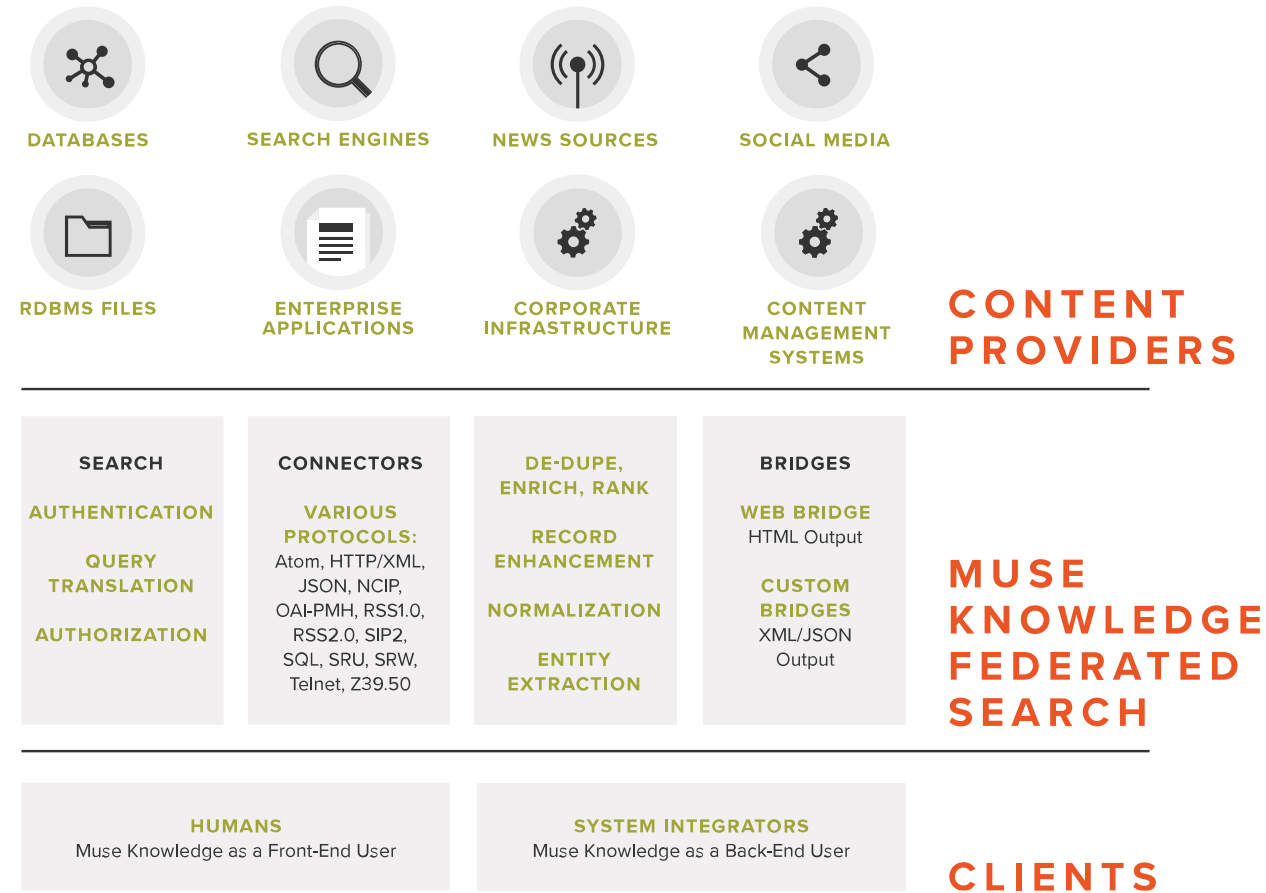 DATABASES
SEARCH ENGINES
NEWS SOURCES
SOCIAL MEDIA
RDBMS FILES
ENTERPRISE
APPLICATIONS
CORPORATE
INFRASTRUCTURE
CONTENT
MANAGEMENT
SYSTEMS
CONTENT
PROVIDERS
SEARCH
AUTHENTICATION
QUERY
TRANSLATION
AUTHORIZATION
CONNECTORS
VARIOUS
PROTOCOLS:
Atom, HTTP/XML,
JSON, NCIP,
OAI-PMH, RSS1.0,
RSS2.0, SIP2,
SQL, SRU, SRW,
Telnet, Z39.50
DE-DUPE,
ENRICH, RANK
RECORD
ENHANCEMENT
NORMALIZATION
ENTITY
EXTRACTION
BRIDGES
WEB BRIDGE
HTML Output
CUSTOM
BRIDGES
XML/JSON
Output
MUSE
KNOWLEDGE
FEDERATED
SEARCH
HUMANS
Muse Knowledge as a Front-End User
SYSTEM INTEGRATORS
Muse Knowledge as a Back-End User
CLIENTS